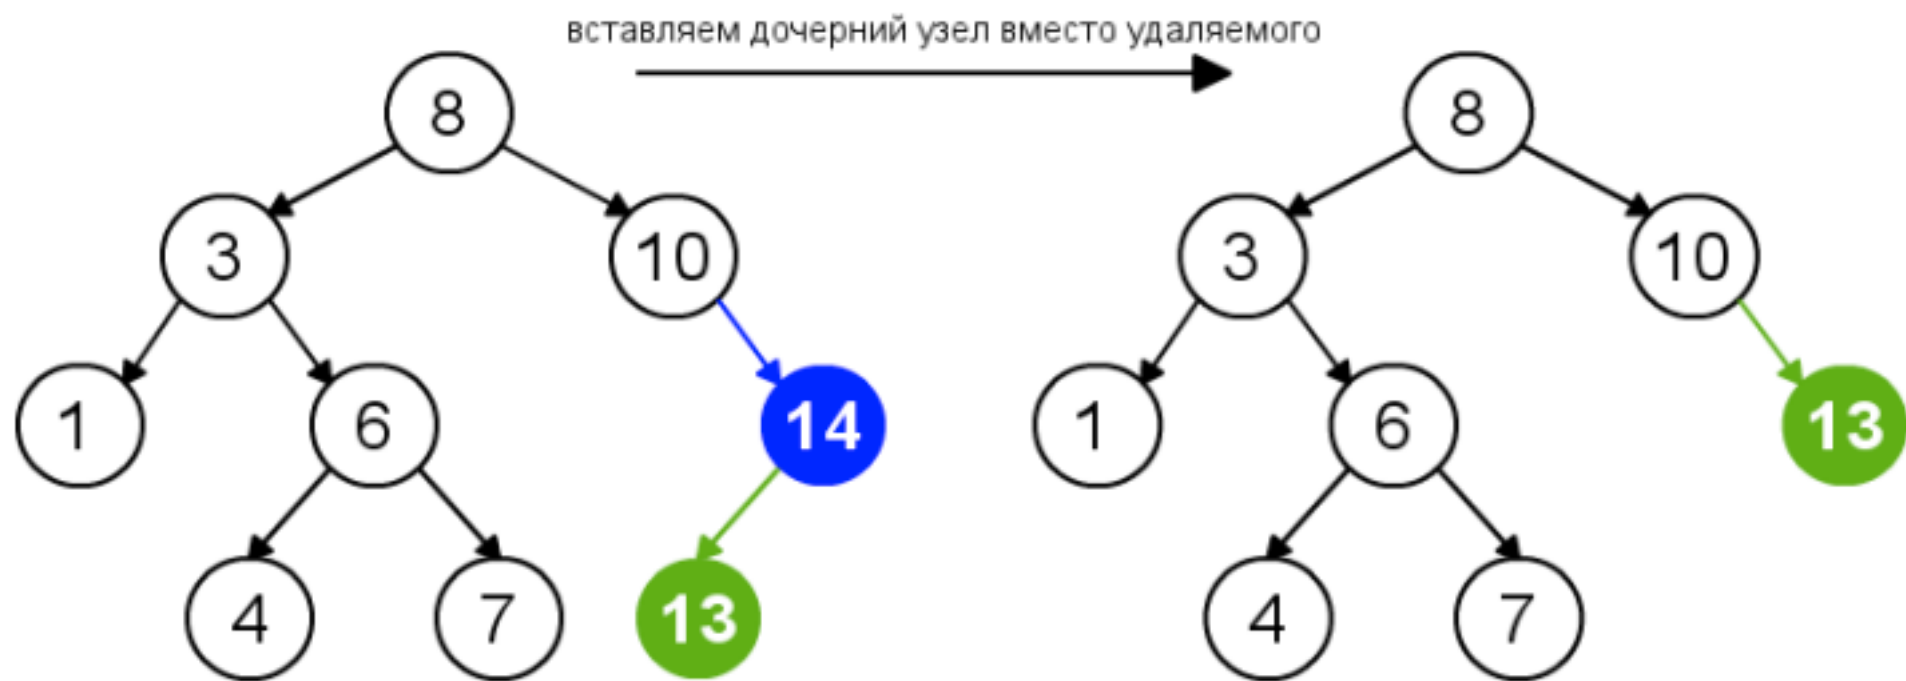 вставляем дочерний узел вместо удаляемого
8 8
3 10 3 10
1 6 14 1 6 13
4 7 13 4 7